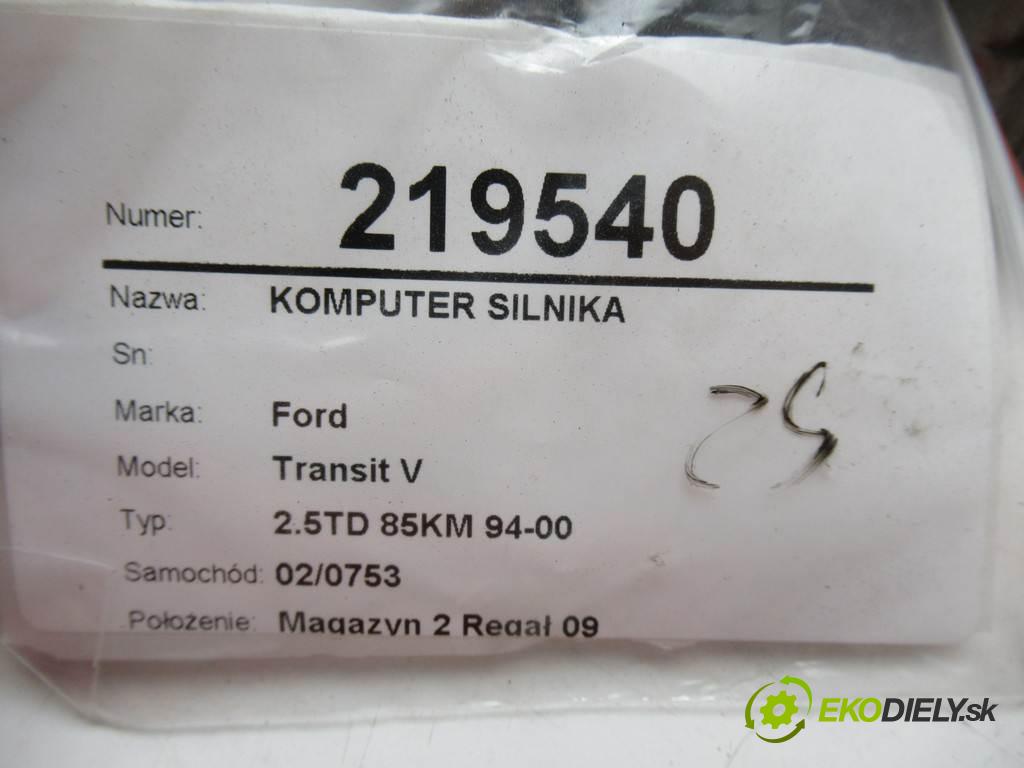 Numer: 219540
Nazwa: KOMPUTER SILNIKA
Sn:
Marka: Ford
Model: Transit V
Typ: 2.5TD 85KM 94-00
Samochód: 02/0753
Położenie: Magazyn 2 Regał 09
EKODIELY.sk